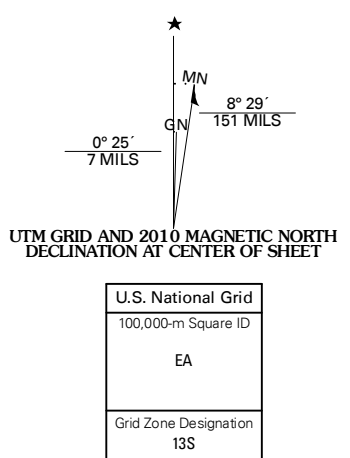 ★
MN
GN
8° 29´
151 MILS
0° 25´
7 MILS
UTM GRID AND 2010 MAGNETIC NORTH
DECLINATION AT CENTER OF SHEET
U.S. National Grid
100,000-m Square ID
EA
Grid Zone Designation
13S